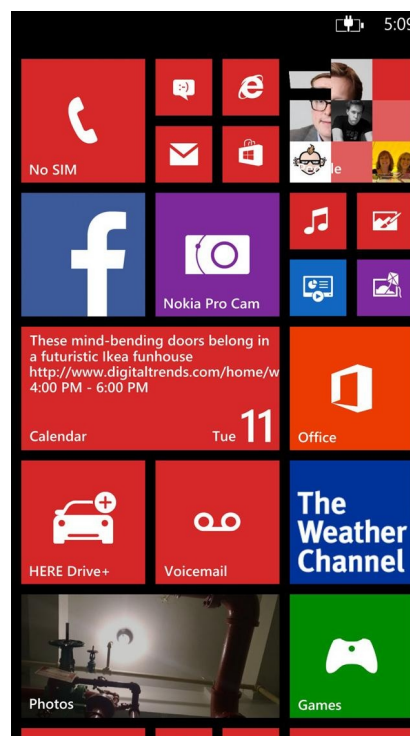 5:09
:-)
No SIM
le
Nokia Pro Cam
These mind-bending doors belong in
a futuristic Ikea funhouse
http://www.digitaltrends.com/home/w
4:00 PM - 6:00 PM
Calendar
Tue 11
Office
HERE Drive+
Voicemail
The
Weather
Channel
Photos
Games